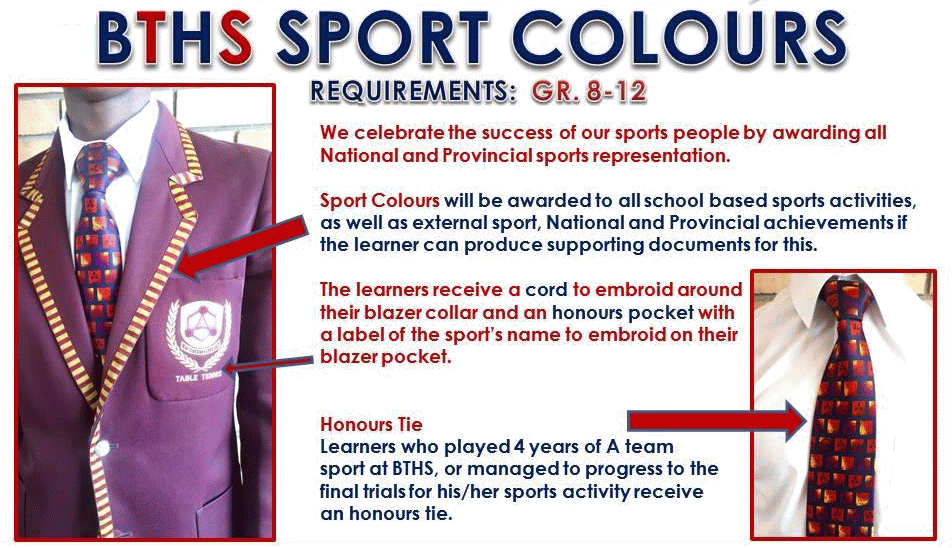 BTHS SPORT COLOURS
REQUIREMENTS: GR. 8-12
We celebrate the success of our sports people by awarding all
National and Provincial sports representation.
Sport Colours will be awarded to all school based sports activities,
as well as external sport, National and Provincial achievements if
the learner can produce supporting documents for this.
The learners receive a cord to embroid around
their blazer collar and an honours pocket with
a label of the sport's name to embroid on their
blazer pocket.
TABLE TENNIS
Honours Tie
Learners who played 4 years of A team
sport at BTHS, or managed to progress to the
final trials for his/her sports activity receive
an honours tie.